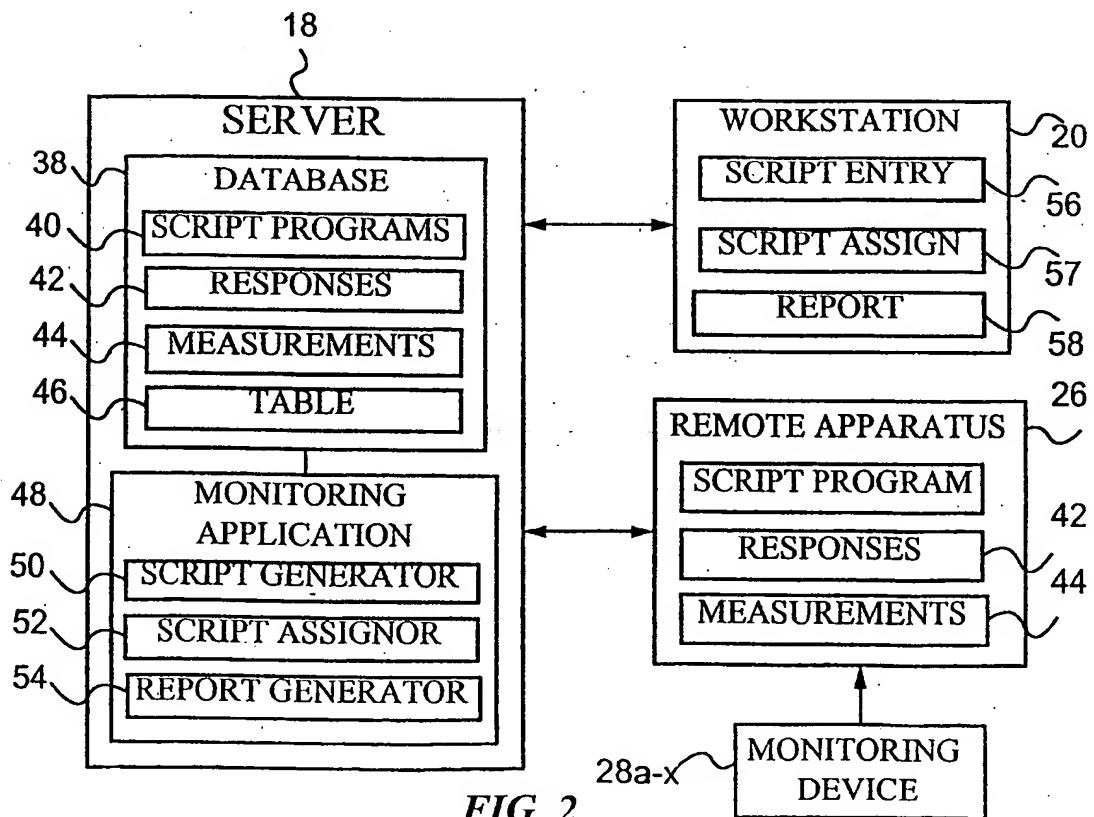 18
SERVER
38
DATABASE
40
SCRIPT PROGRAMS
42
RESPONSES
44
MEASUREMENTS
46
TABLE
48
MONITORING
APPLICATION
50
SCRIPT GENERATOR
52
SCRIPT ASSIGNOR
54
REPORT GENERATOR
WORKSTATION
20
SCRIPT ENTRY
56
SCRIPT ASSIGN
57
REPORT
58
26
REMOTE APPARATUS
SCRIPT PROGRAM
42
RESPONSES
44
MEASUREMENTS
28a-x
MONITORING
DEVICE
FIG. 2